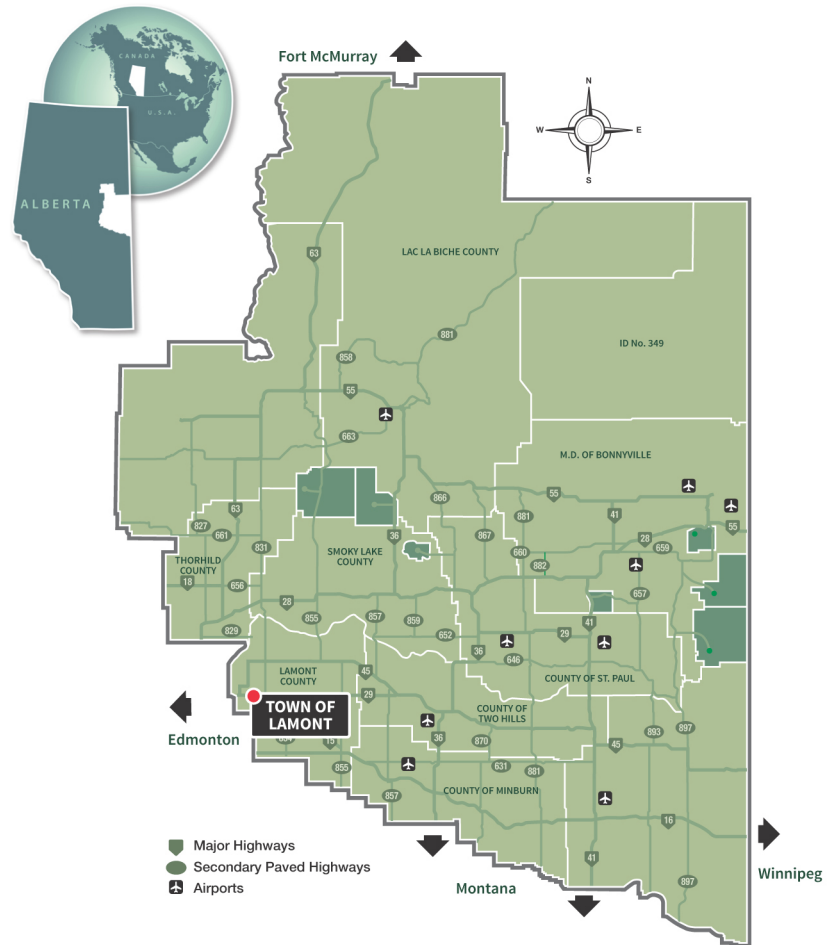 Fort McMurray
CANADA
U.S.A.
ALBERTA
N
W E
S
63
LAC LA BICHE COUNTY
881
ID No. 349
858
55
663
M.D. OF BONNYVILLE
866
55
63
41
881
827
661
867
55
36
28
659
831
THORHILD
COUNTY
SMOKY LAKE
COUNTY
660
882
18
656
657
28
855
857
859
41
829
652
29
36
646
LAMONT
COUNTY
45
COUNTY OF ST. PAUL
29
TOWN OF
LAMONT
COUNTY OF
TWO HILLS
Edmonton
15
36
870
45
893
897
855
631
881
857
COUNTY OF MINBURN
16
Major Highways
Secondary Paved Highways
Airports
41
Winnipeg
Montana
897